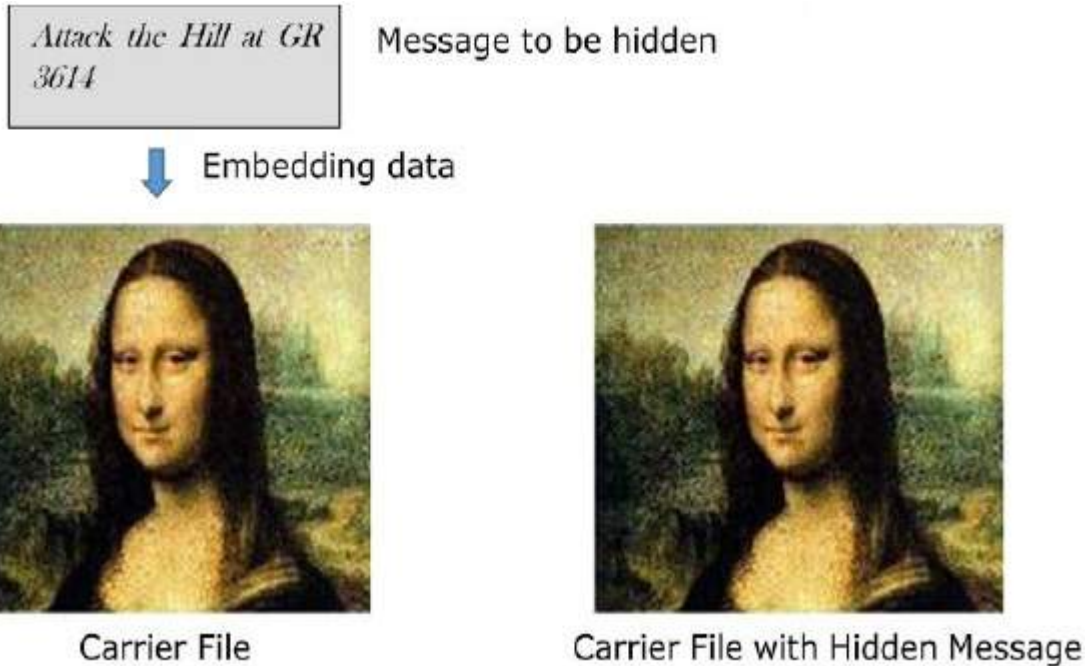 Attack the Hill at GR
3614
Message to be hidden
Embedding data
Carrier File
Carrier File with Hidden Message